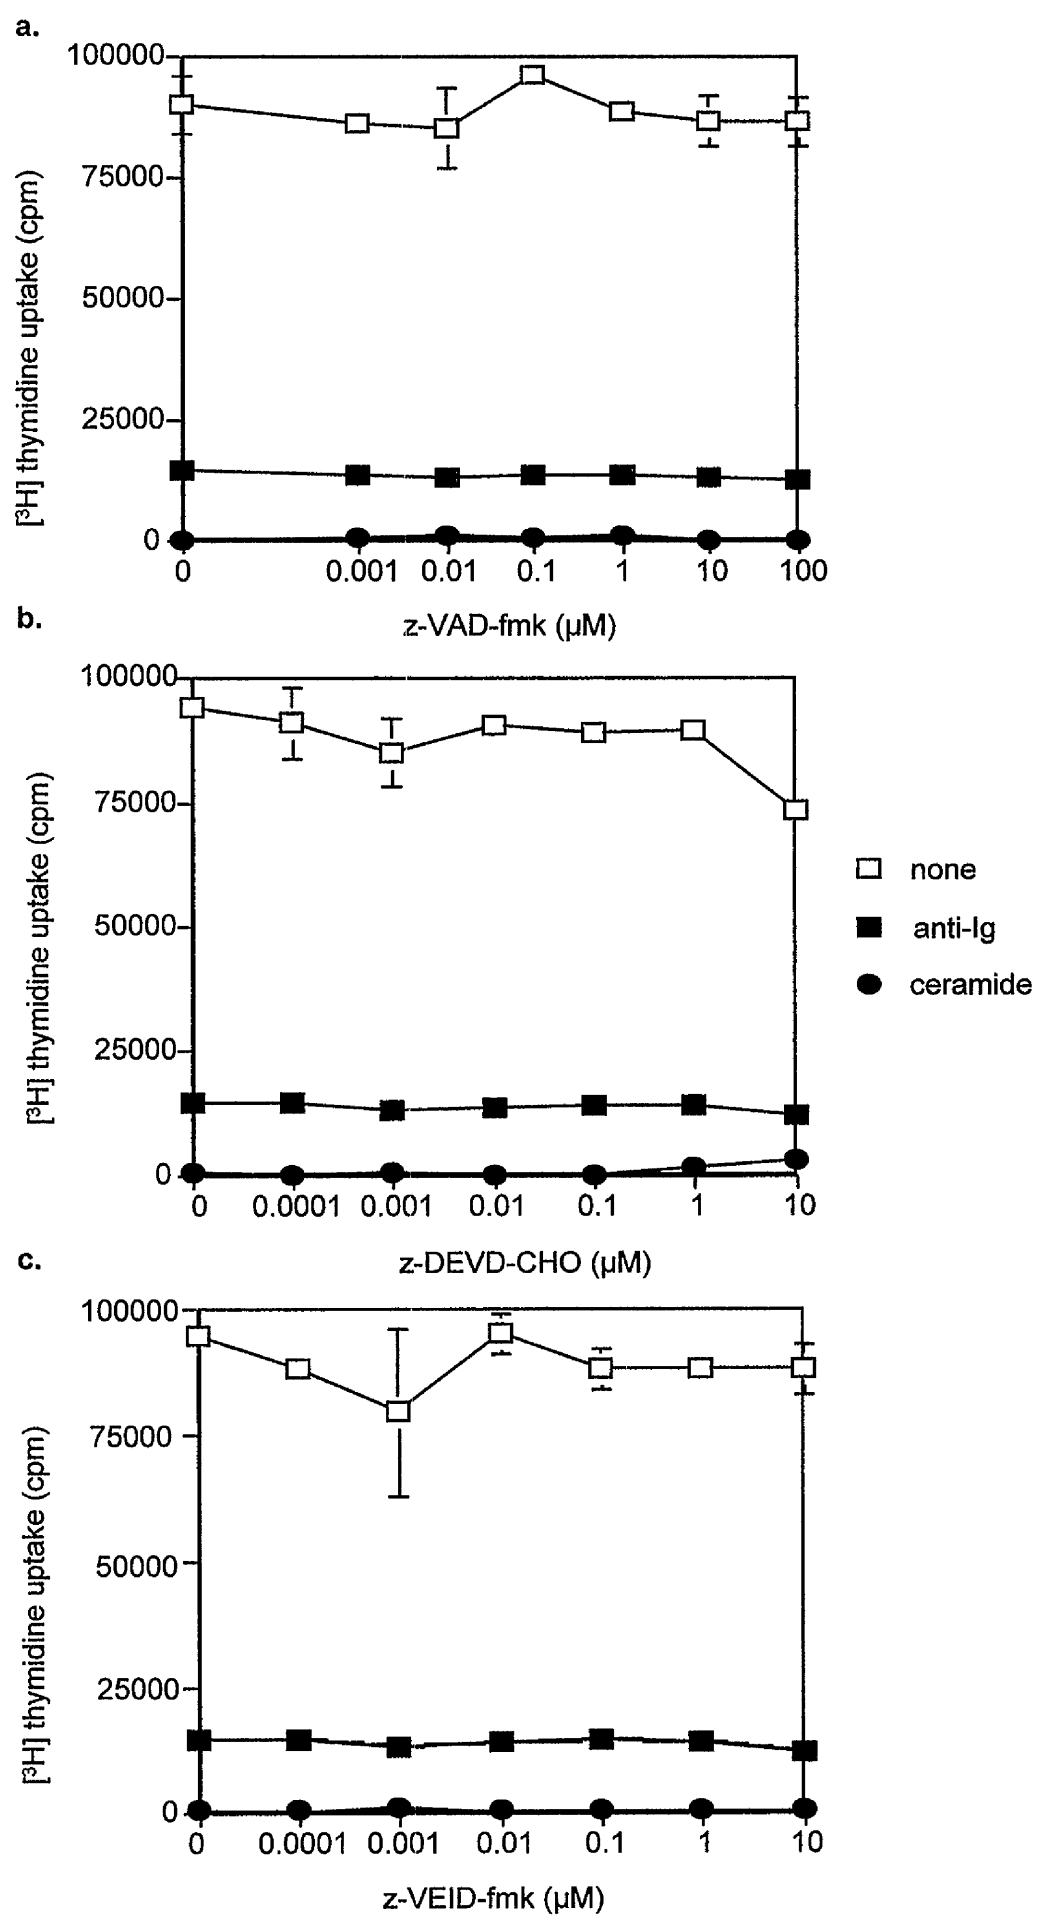 a.
100000
75000
50000
25000
0
[³H] thymidine uptake (cpm)
0 0.001 0.01 0.1 1 10 100
z-VAD-fmk (µM)
b.
100000
75000
50000
25000
0
[³H] thymidine uptake (cpm)
0 0.0001 0.001 0.01 0.1 1 10
z-DEVD-CHO (µM)
none
anti-Ig
ceramide
c.
100000
75000
50000
25000
0
[³H] thymidine uptake (cpm)
0 0.0001 0.001 0.01 0.1 1 10
z-VEID-fmk (µM)